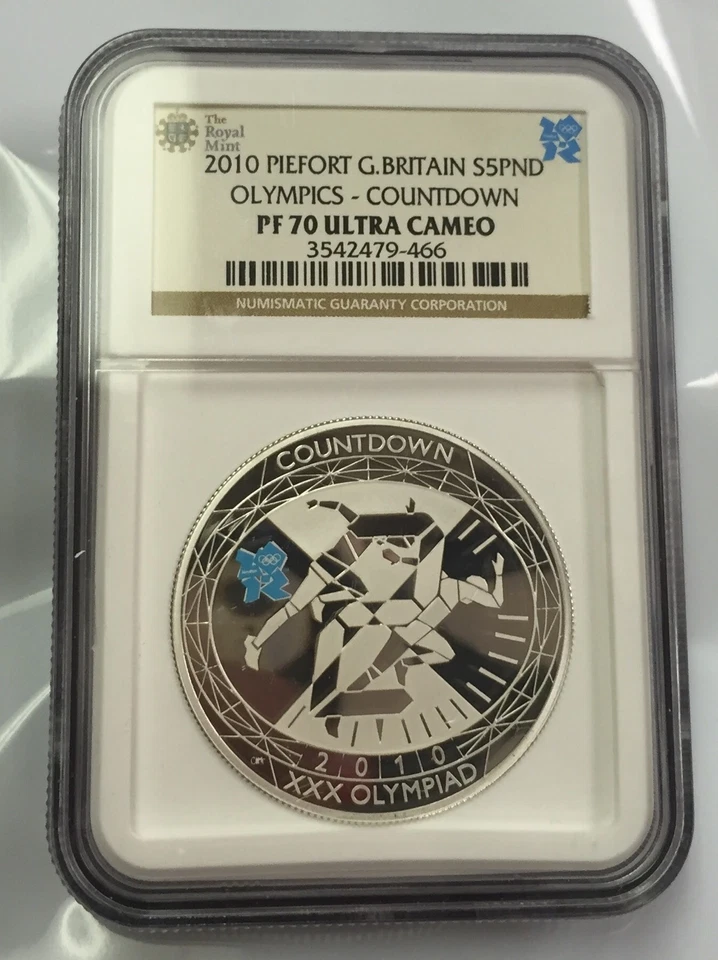 The
Royal
Mint
2010 PIEFORT G.BRITAIN S5PND
OLYMPICS - COUNTDOWN
PF 70 ULTRA CAMEO
3542479-466
NUMISMATIC GUARANTY CORPORATION
COUNTDOWN
2010
XXX OLYMPIAD